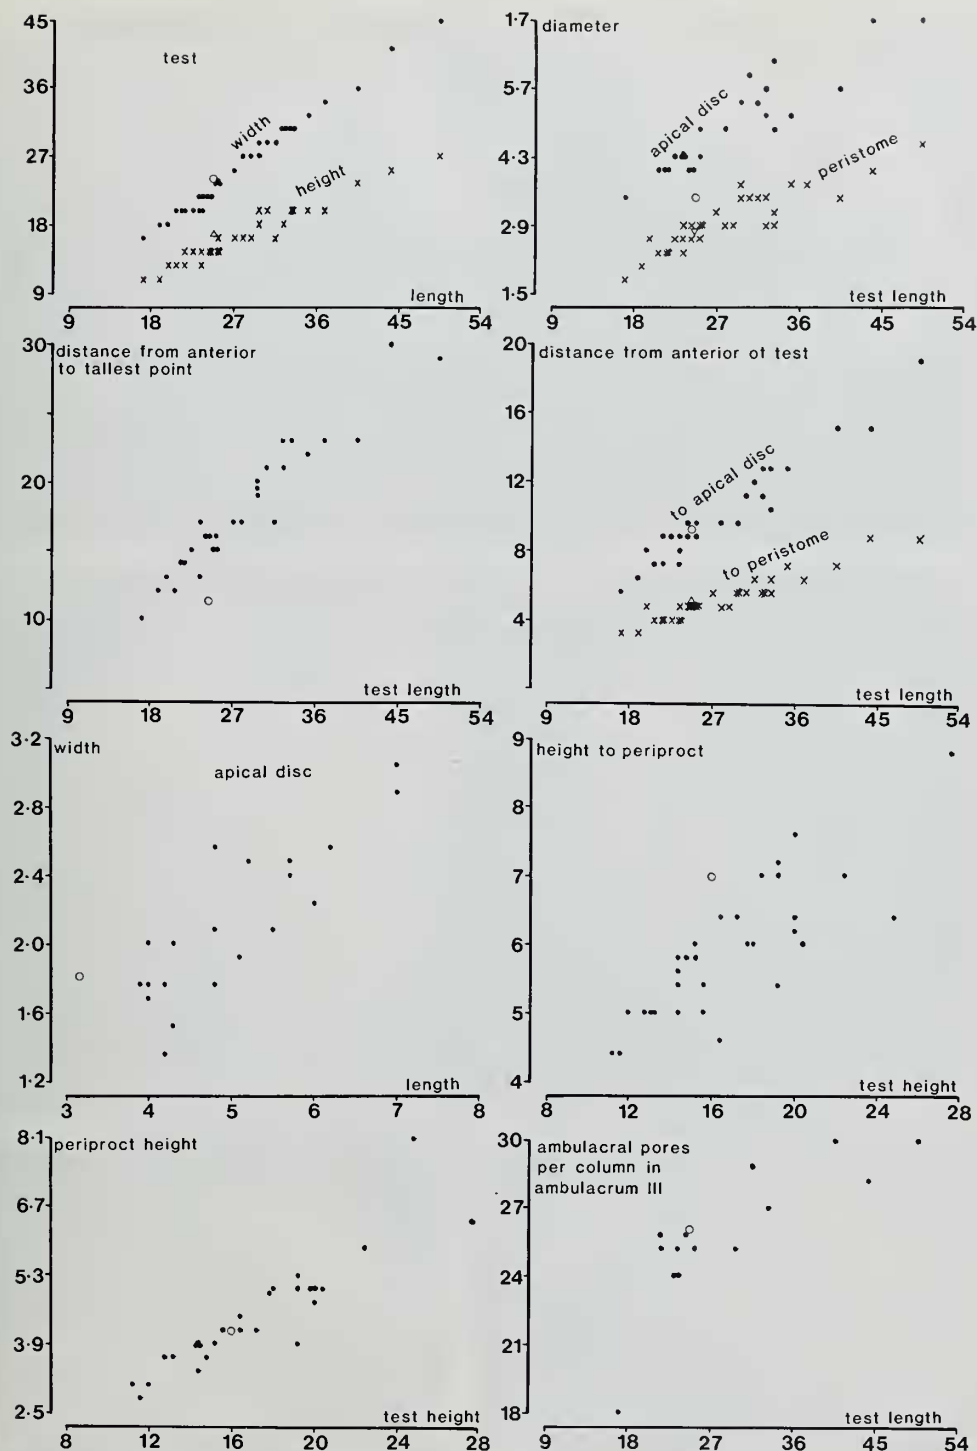 45
36
27
18
9
test
width
height
length
9 18 27 36 45 54
1·7
5·7
4·3
2·9
1·5
diameter
apical disc
peristome
test length
9 18 27 36 45 54
30
20
10
distance from anterior
to tallest point
test length
9 18 27 36 45 54
20
16
12
8
4
distance from anterior of test
to apical disc
to peristome
test length
9 18 27 36 45 54
3·2
2·8
2·4
2·0
1·6
1·2
width
apical disc
length
3 4 5 6 7 8
9
8
7
6
5
4
height to periproct
test height
8 12 16 20 24 28
8·1
6·7
5·3
3·9
2·5
periproct height
test height
8 12 16 20 24 28
30
27
24
21
18
ambulacral pores
per column in
ambulacrum III
test length
9 18 27 36 45 54